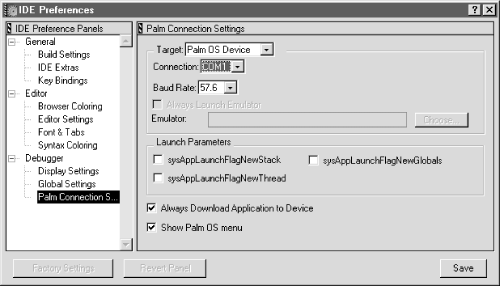 IDE Preferences
IDE Preference Panels
General
Build Settings
IDE Extras
Key Bindings
Editor
Browser Coloring
Editor Settings
Font & Tabs
Syntax Coloring
Debugger
Display Settings
Global Settings
Palm Connection S...
Palm Connection Settings
Target: Palm OS Device
Connection: COM1
Baud Rate: 57.6
Always Launch Emulator
Emulator:
Choose...
Launch Parameters
sysAppLaunchFlagNewStack sysAppLaunchFlagNewGlobals
sysAppLaunchFlagNewThread
Always Download Application to Device
Show Palm OS menu
Factory Settings Revert Panel Save